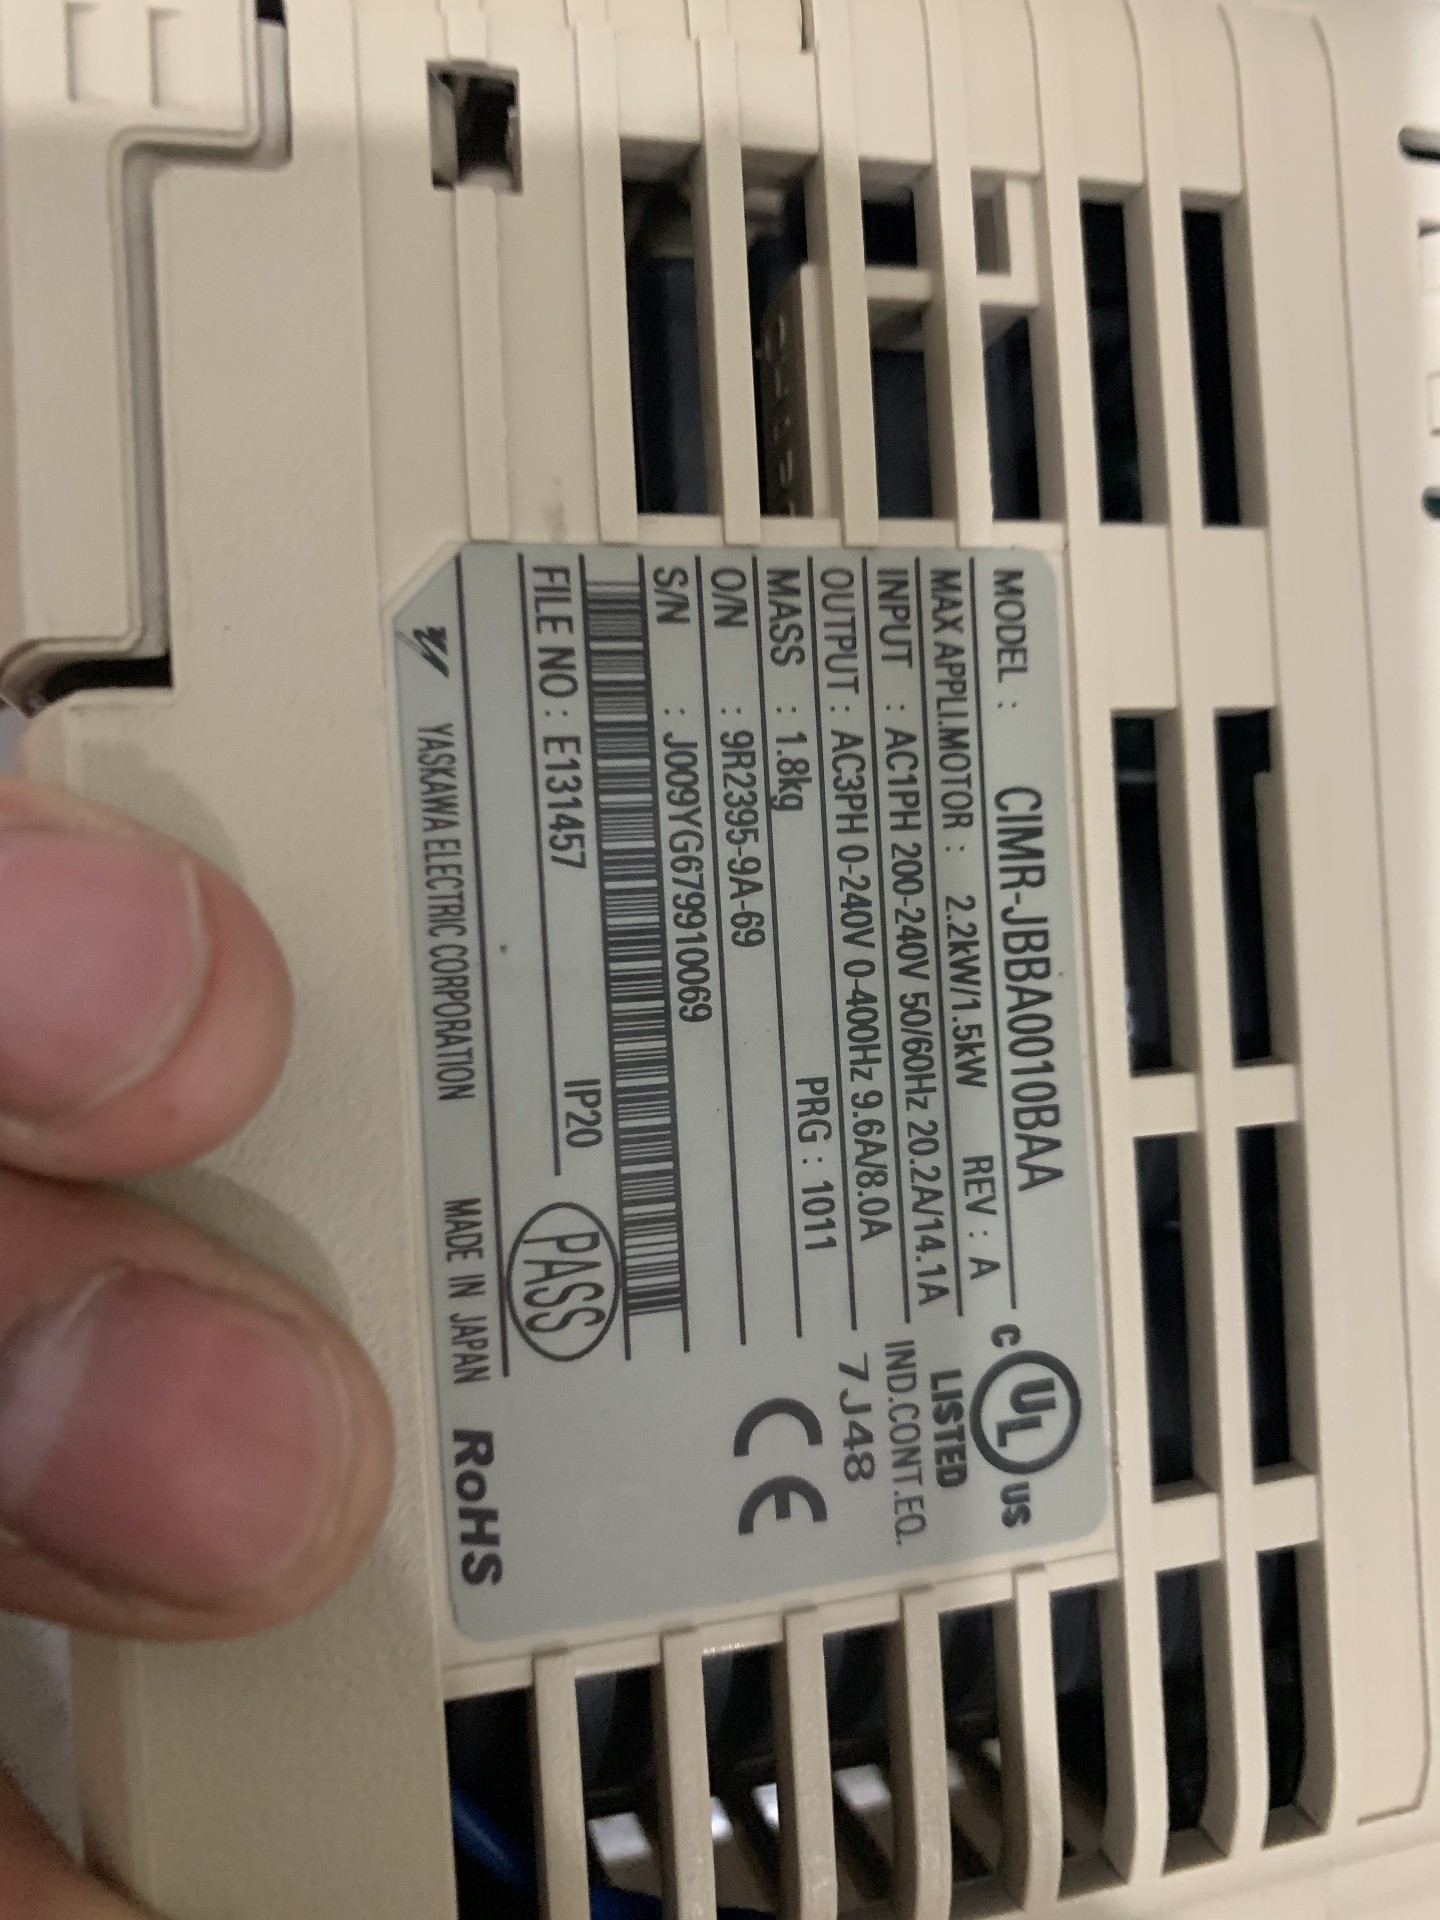 MODEL : CIMR-JBBA0010BAA
MAX APPLI.MOTOR : 2.2kW/1.5kW REV : A
INPUT : AC1PH 200-240V 50/60Hz 20.2A/14.1A
OUTPUT : AC3PH 0-240V 0-400Hz 9.6A/8.0A
MASS : 1.8kg PRG : 1011
O/N : 9R2395-9A-69
S/N : J009YG679910069
FILE NO : E131457 IP20
PASS
YASKAWA ELECTRIC CORPORATION MADE IN JAPAN
C UL US
LISTED
IND.CONT.EQ.
7J48
CE
RoHS